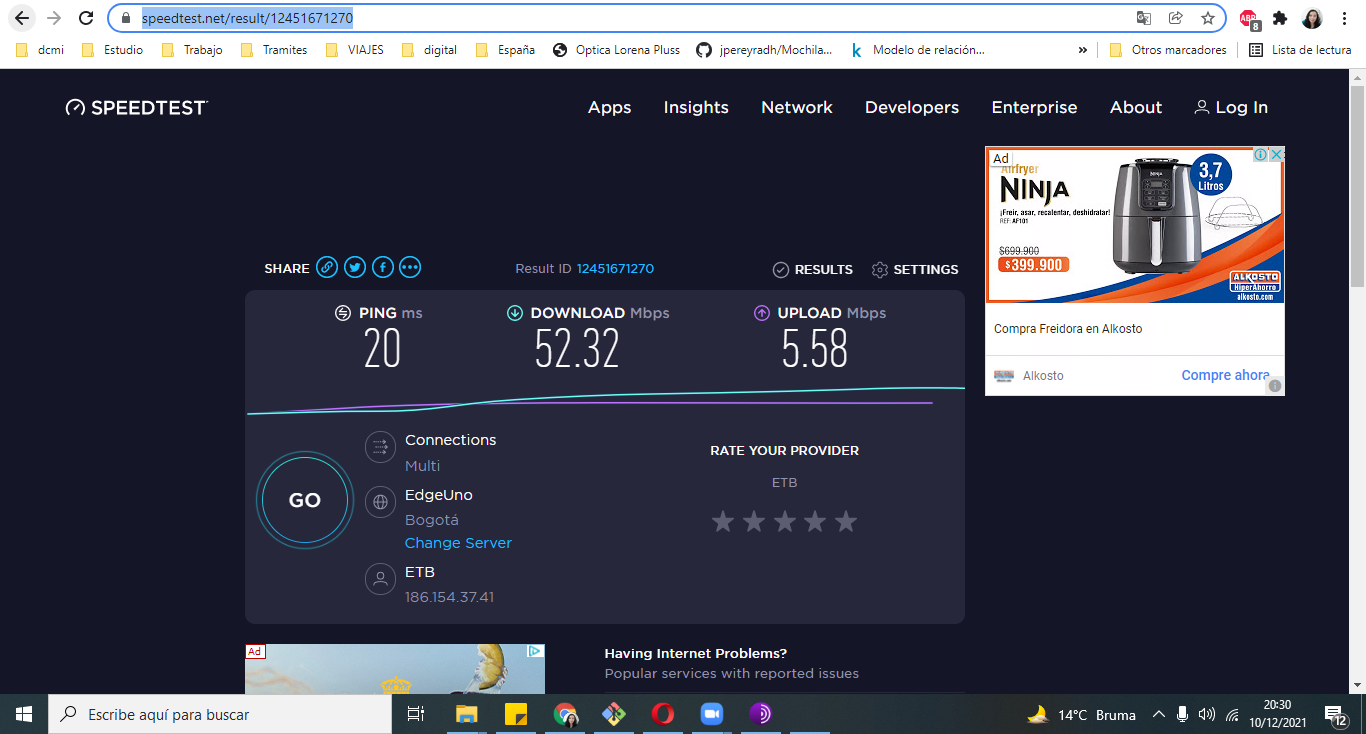 speedtest.net/result/12451671270
ABP
8
dcmi
Estudio
Trabajo
Tramites
VIAJES
digital
España
Optica Lorena Pluss
jpereyradh/Mochila...
k
Modelo de relación...
»
Otros marcadores
Lista de lectura
SPEEDTEST
Apps
Insights
Network
Developers
Enterprise
About
Log In
Ad
Airfryer
NINJA
¡Freir, asar, recalentar, deshidratar!
REF: AF101
3,7
Litros
NINJA
$699.900
$399.900
ALKOSTO
HiperAhorro
alkosto.com
Compra Freidora en Alkosto
Alkosto
Compre ahora
SHARE
Result ID 12451671270
RESULTS
SETTINGS
PING ms
20
DOWNLOAD Mbps
52.32
UPLOAD Mbps
5.58
GO
Connections
Multi
EdgeUno
Bogotá
Change Server
ETB
186.154.37.41
RATE YOUR PROVIDER
ETB
Ad
Having Internet Problems?
Popular services with reported issues
Escribe aquí para buscar
14°C Bruma
20:30
10/12/2021
12